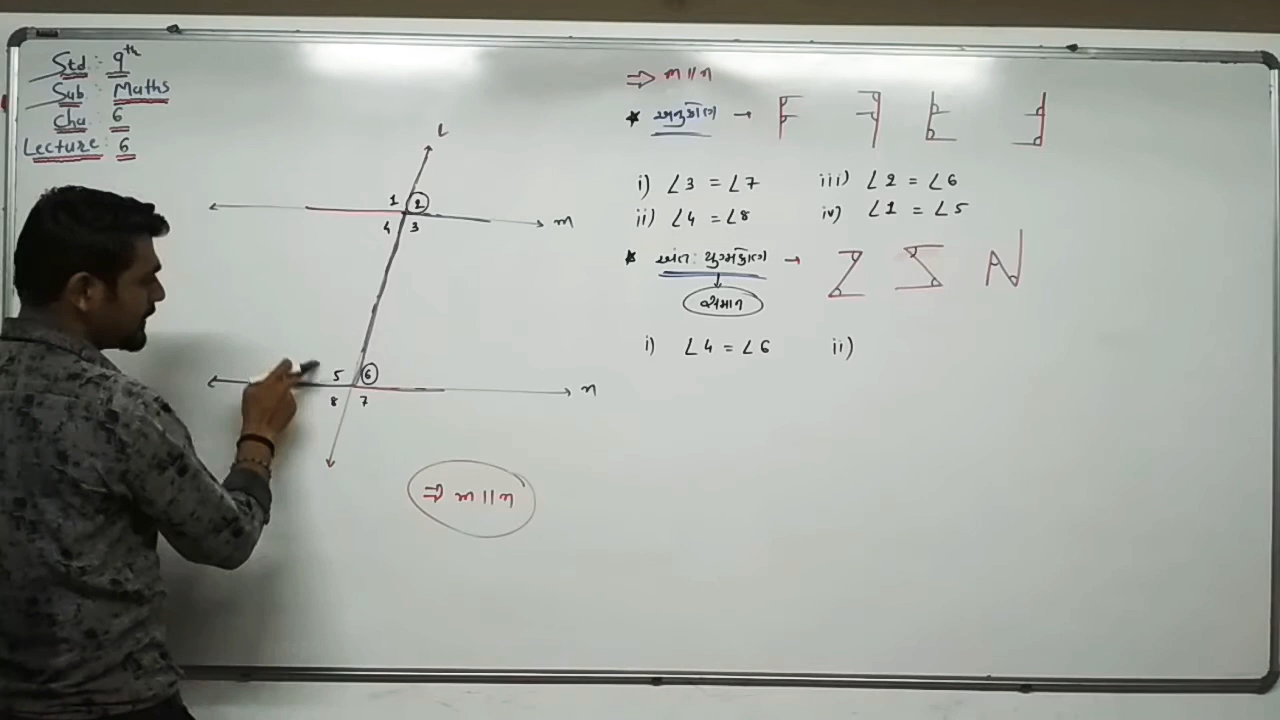 Std : 9th
Sub : Maths
Chu : 6
Lecture : 6
l
1 2
m
4 3
5 6
n
8 7
⇒ m || n
⇒ m || n
★ અનુકોણ →
i) ∠3 = ∠7
iii) ∠2 = ∠6
ii) ∠4 = ∠8
iv) ∠1 = ∠5
★ અંતઃ યુગ્મકોણ → Z Σ N
સમાન
i) ∠4 = ∠6
ii)